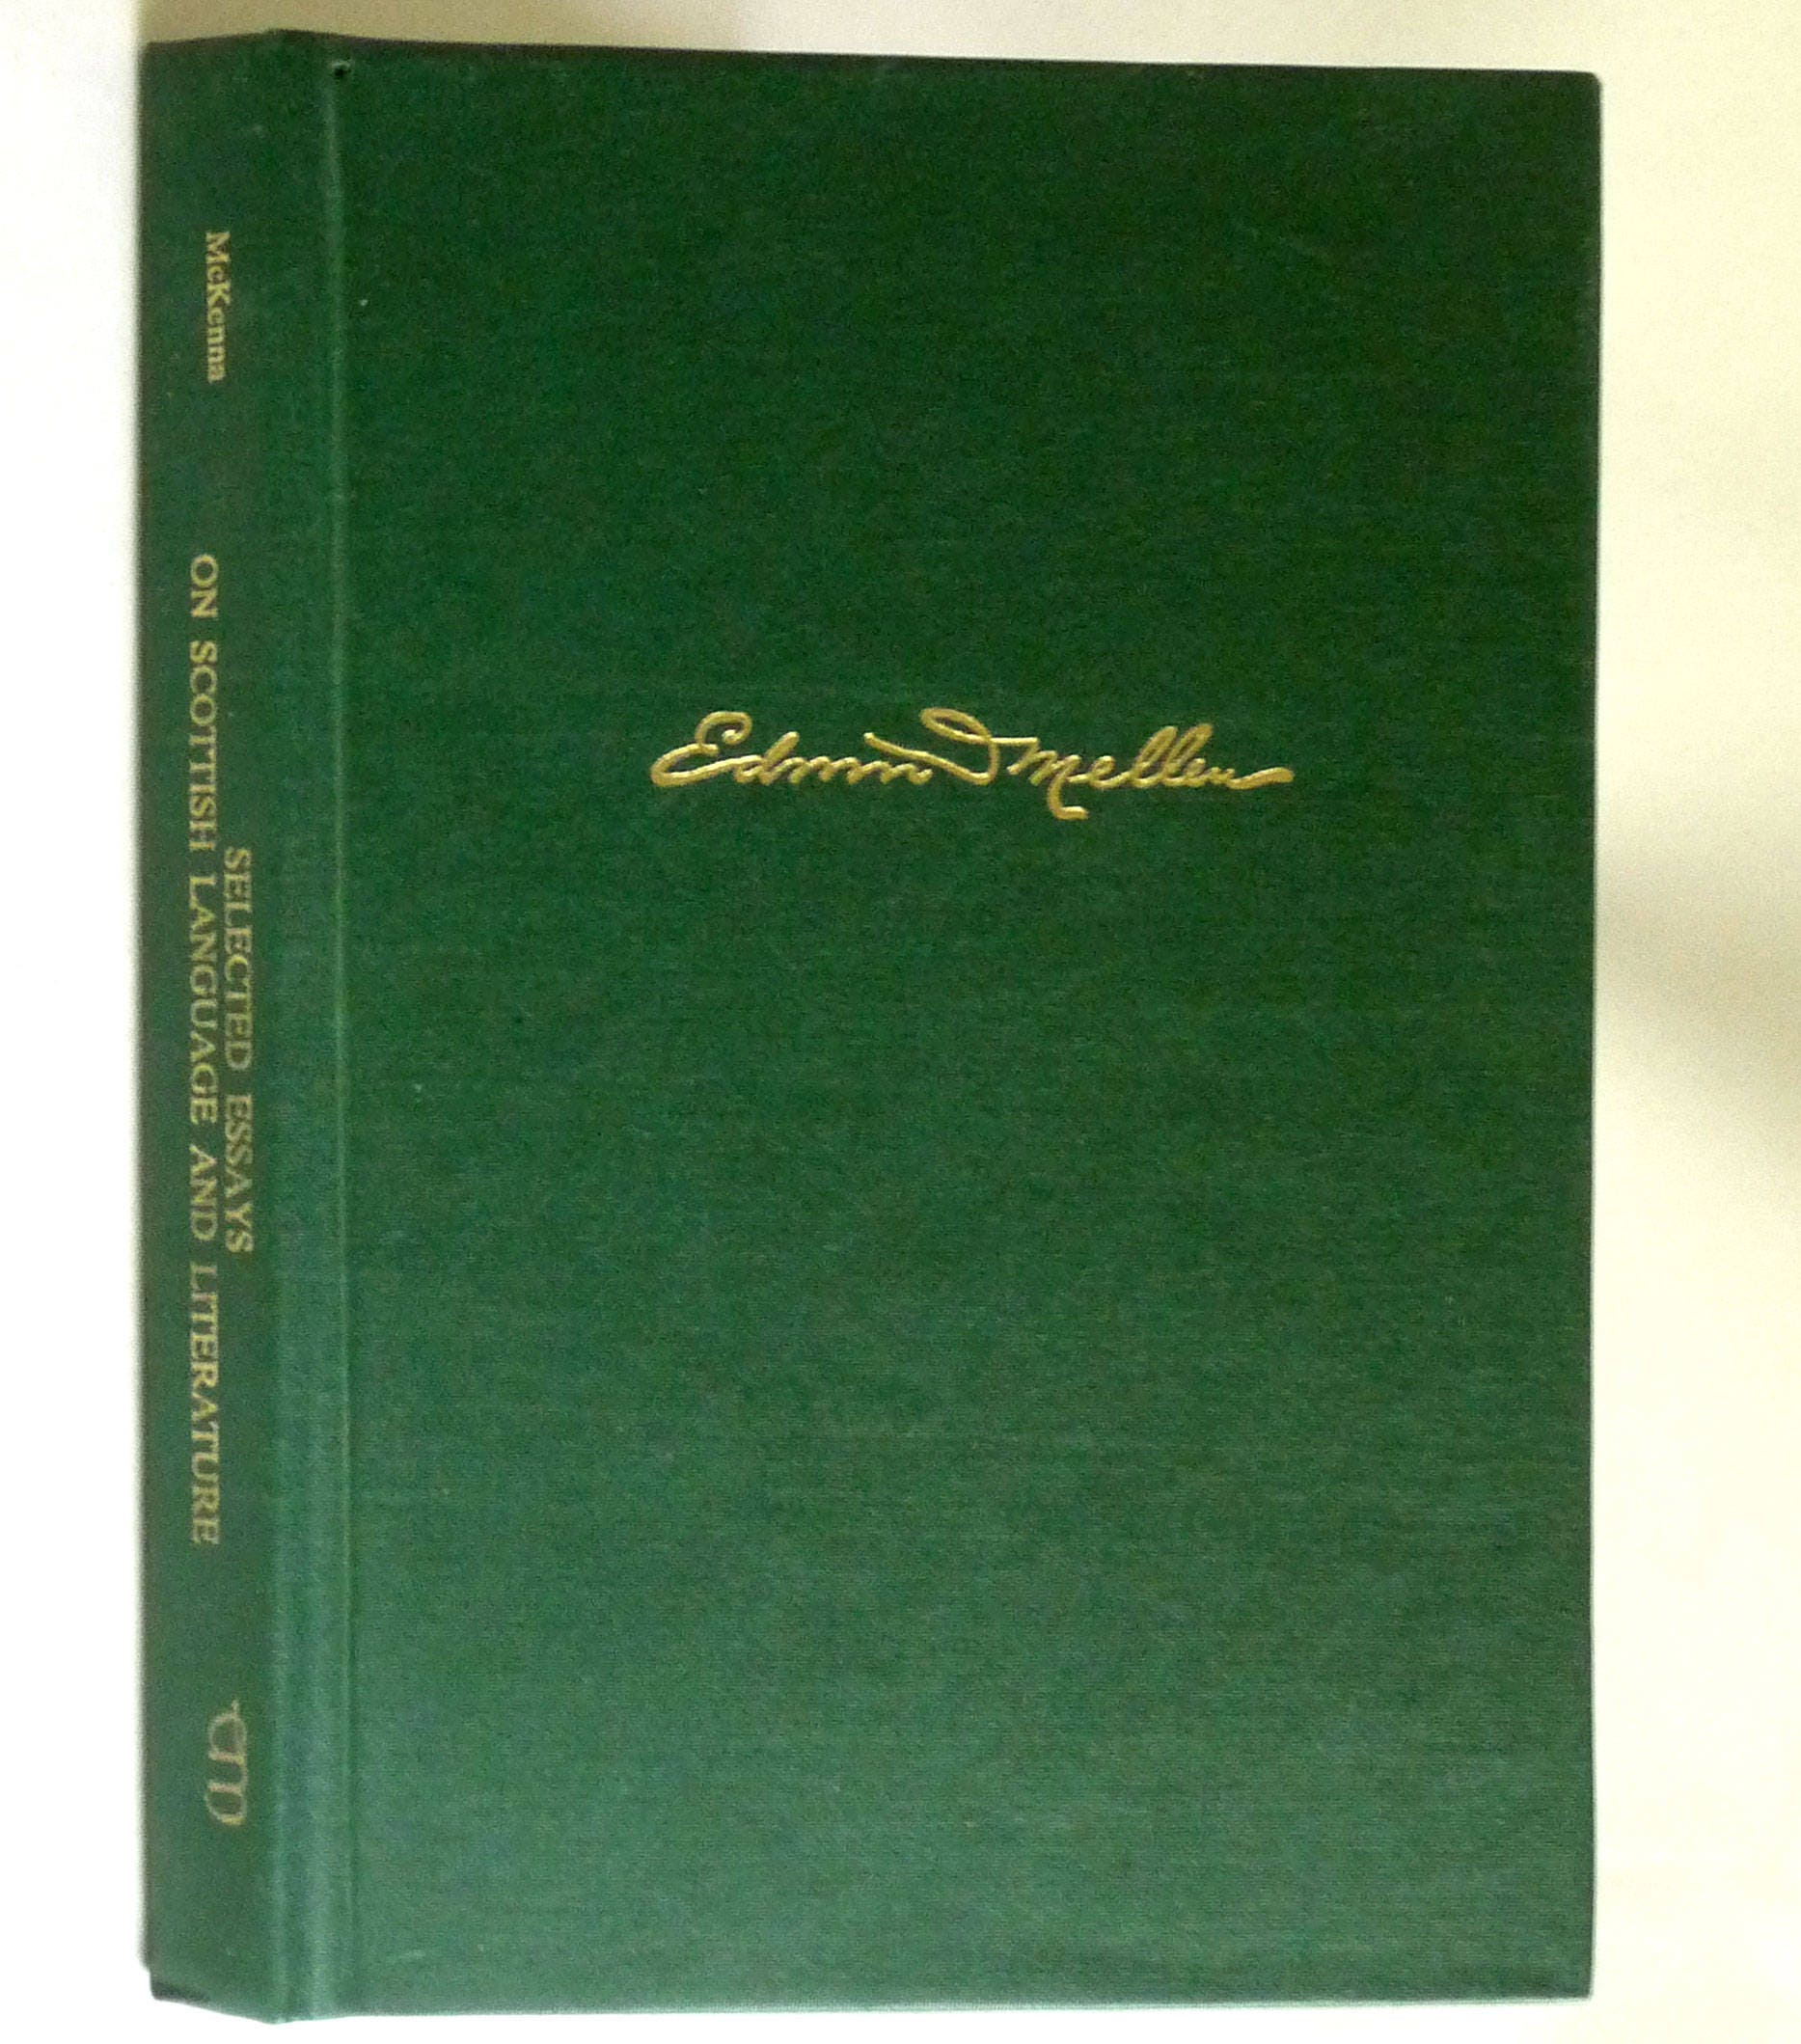 McKenna
SELECTED ESSAYS
ON SCOTTISH LANGUAGE AND LITERATURE
Edwin Mellen